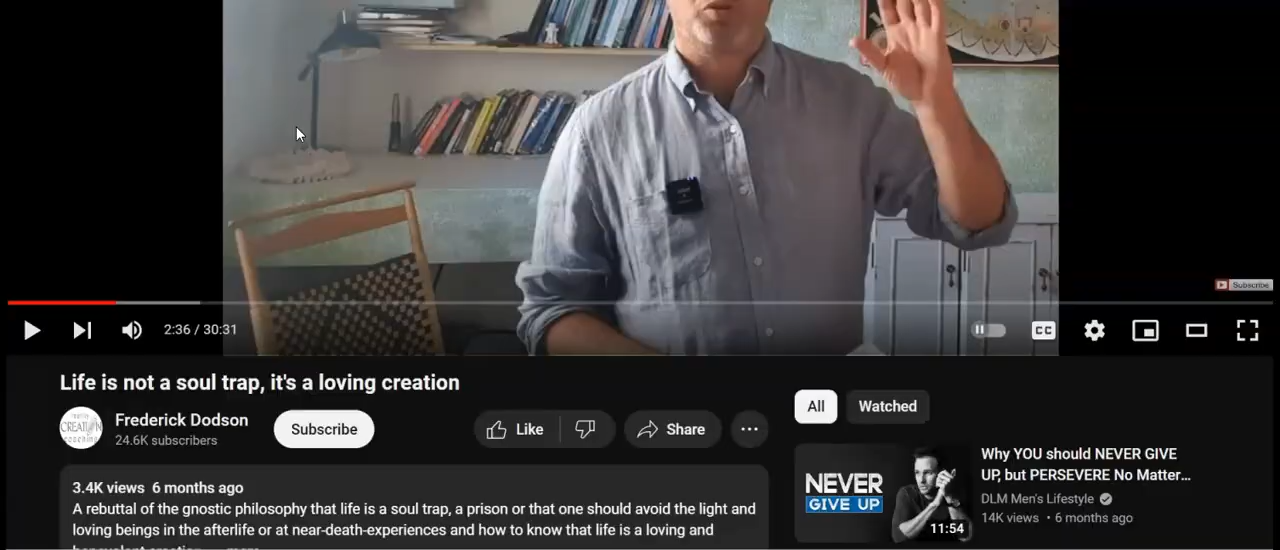 Subscribe
2:36 / 30:31
CC
Life is not a soul trap, it's a loving creation
Frederick Dodson
24.6K subscribers
Subscribe
Like
Share
CREATION
coaching
3.4K views 6 months ago
A rebuttal of the gnostic philosophy that life is a soul trap, a prison or that one should avoid the light and
loving beings in the afterlife or at near-death-experiences and how to know that life is a loving and
All
Watched
NEVER
GIVE UP
11:54
Why YOU should NEVER GIVE
UP, but PERSEVERE No Matter...
DLM Men's Lifestyle
14K views • 6 months ago